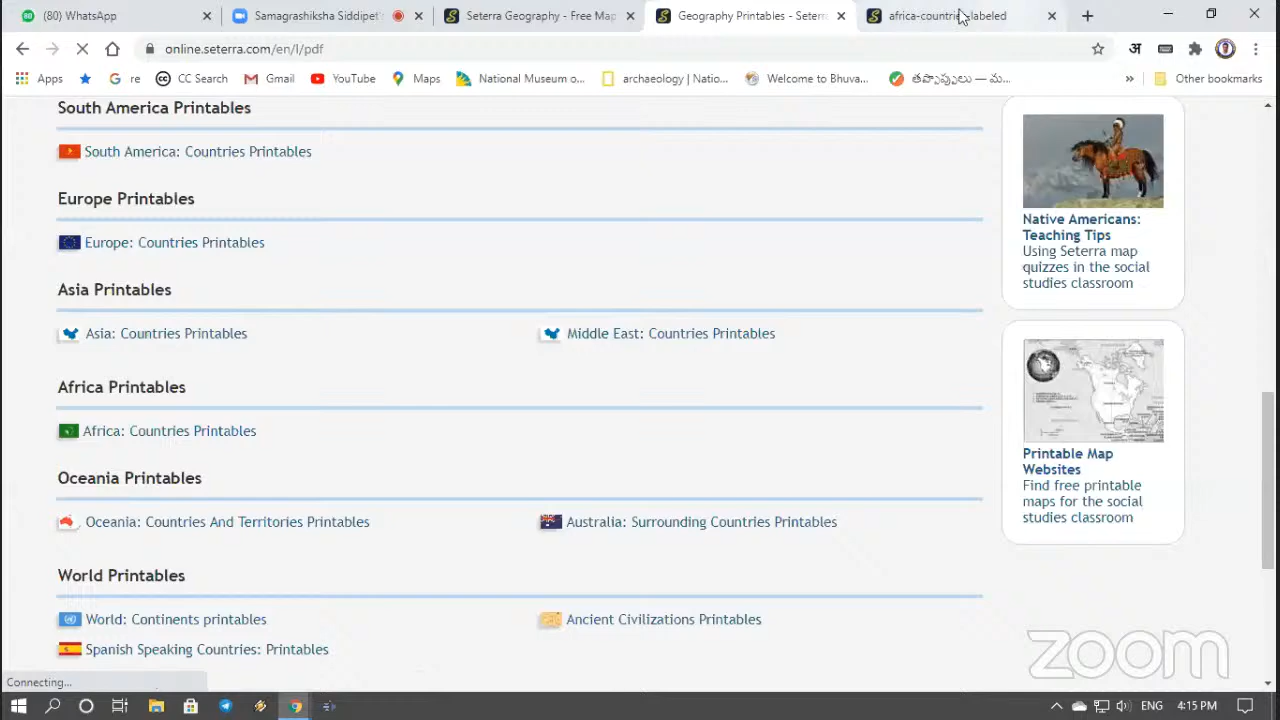 (80) WhatsApp
Samagrashiksha Siddipet'
Seterra Geography - Free Map
Geography Printables - Seterra
africa-countri labeled
online.seterra.com/en/l/pdf
अ
Apps
re
CC Search
Gmail
YouTube
Maps
National Museum o...
archaeology | Natio...
Welcome to Bhuva...
తప్పొప్పులు — మ...
»
Other bookmarks
South America Printables
South America: Countries Printables
Europe Printables
Europe: Countries Printables
Asia Printables
Asia: Countries Printables
Middle East: Countries Printables
Africa Printables
Africa: Countries Printables
Oceania Printables
Oceania: Countries And Territories Printables
Australia: Surrounding Countries Printables
World Printables
World: Continents printables
Ancient Civilizations Printables
Spanish Speaking Countries: Printables
Native Americans:
Teaching Tips
Using Seterra map
quizzes in the social
studies classroom
Printable Map
Websites
Find free printable
maps for the social
studies classroom
zoom
Connecting...
ENG
4:15 PM